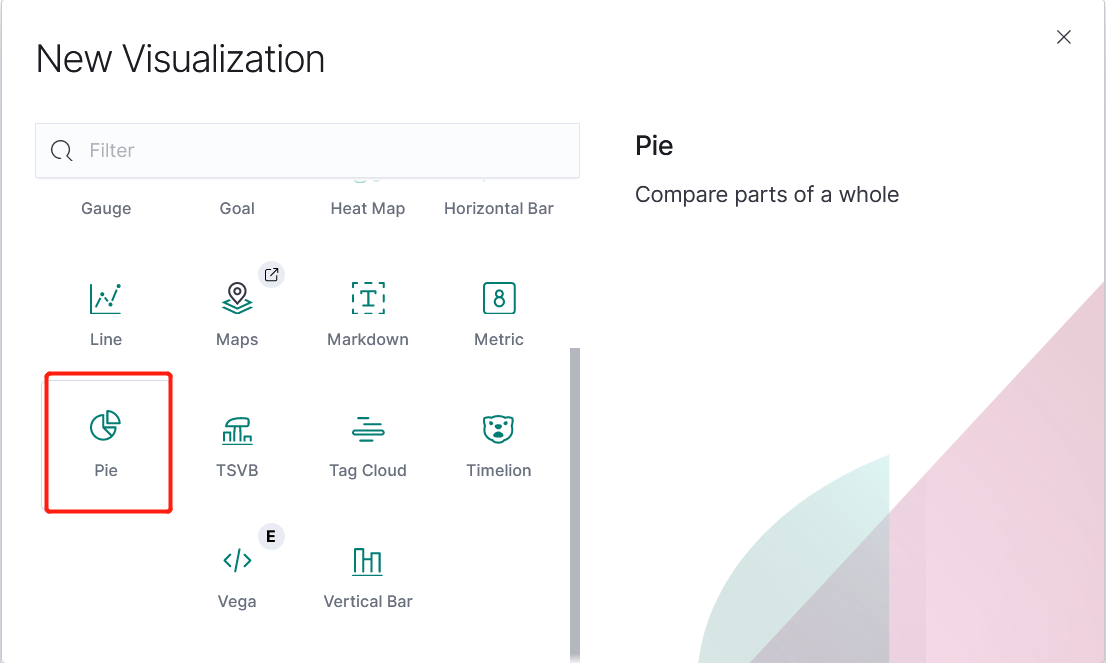 New Visualization
Filter
Pie
Compare parts of a whole
Gauge
Goal
Heat Map
Horizontal Bar
Line
Maps
Markdown
8
Metric
Pie
TSVB
Tag Cloud
Timelion
E
Vega
Vertical Bar